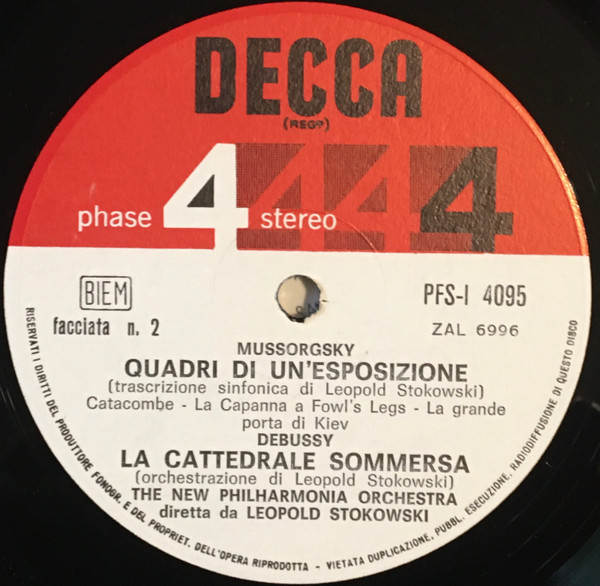 DECCA
(REGD)
phase 4 stereo 4 4 4
BIEM
PFS-I 4095
facciata n. 2
ZAL 6996
MUSSORGSKY
QUADRI DI UN'ESPOSIZIONE
(trascrizione sinfonica di Leopold Stokowski)
Catacombe - La Capanna a Fowl's Legs - La grande
porta di Kiev
DEBUSSY
LA CATTEDRALE SOMMERSA
(orchestrazione di Leopold Stokowski)
THE NEW PHILHARMONIA ORCHESTRA
diretta da LEOPOLD STOKOWSKI
RISERVATI I DIRITTI DEL PRODUTTORE FONOGR. E DEL PROPRIET. DELL'OPERA RIPRODOTTA - VIETATA DUPLICAZIONE, PUBBL. ESECUZIONE, RADIODIFFUSIONE DI QUESTO DISCO